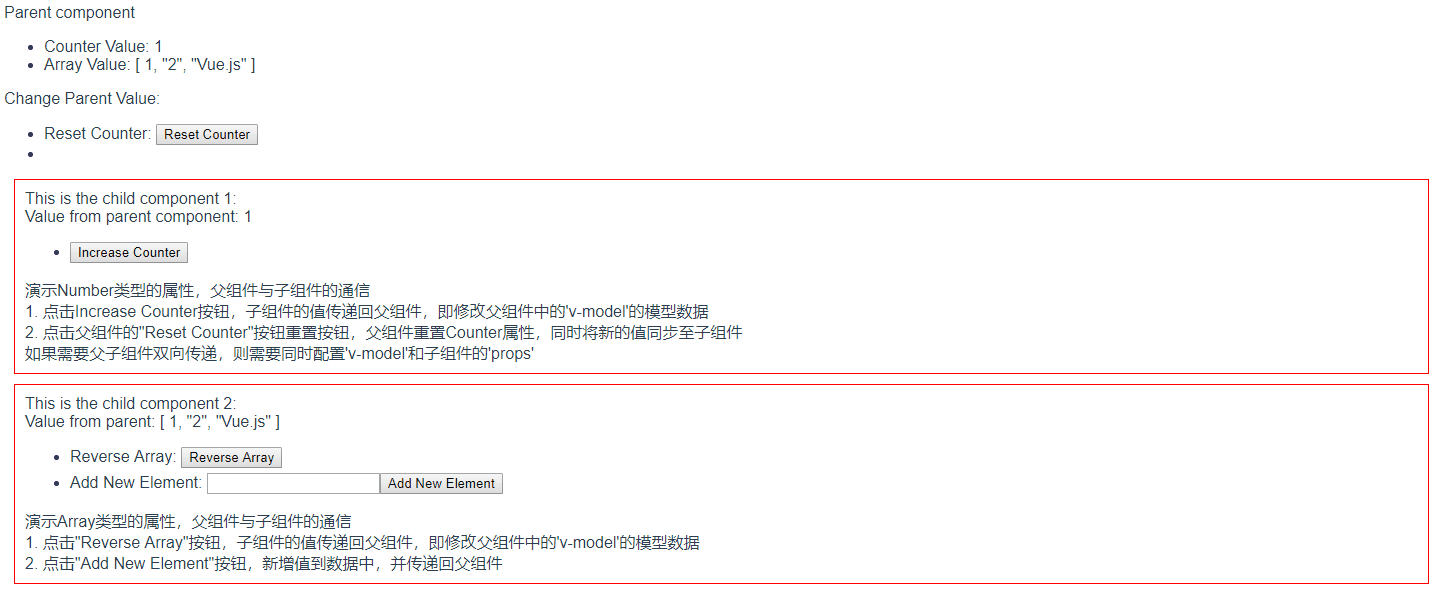 Parent component
Counter Value: 1
Array Value: [ 1, "2", "Vue.js" ]
Change Parent Value:
Reset Counter: Reset Counter
This is the child component 1:
Value from parent component: 1
Increase Counter
演示Number类型的属性，父组件与子组件的通信
1. 点击Increase Counter按钮，子组件的值传递回父组件，即修改父组件中的'v-model'的模型数据
2. 点击父组件的"Reset Counter"按钮重置按钮，父组件重置Counter属性，同时将新的值同步至子组件
如果需要父子组件双向传递，则需要同时配置'v-model'和子组件的'props'
This is the child component 2:
Value from parent: [ 1, "2", "Vue.js" ]
Reverse Array: Reverse Array
Add New Element: Add New Element
演示Array类型的属性，父组件与子组件的通信
1. 点击"Reverse Array"按钮，子组件的值传递回父组件，即修改父组件中的'v-model'的模型数据
2. 点击"Add New Element"按钮，新增值到数据中，并传递回父组件